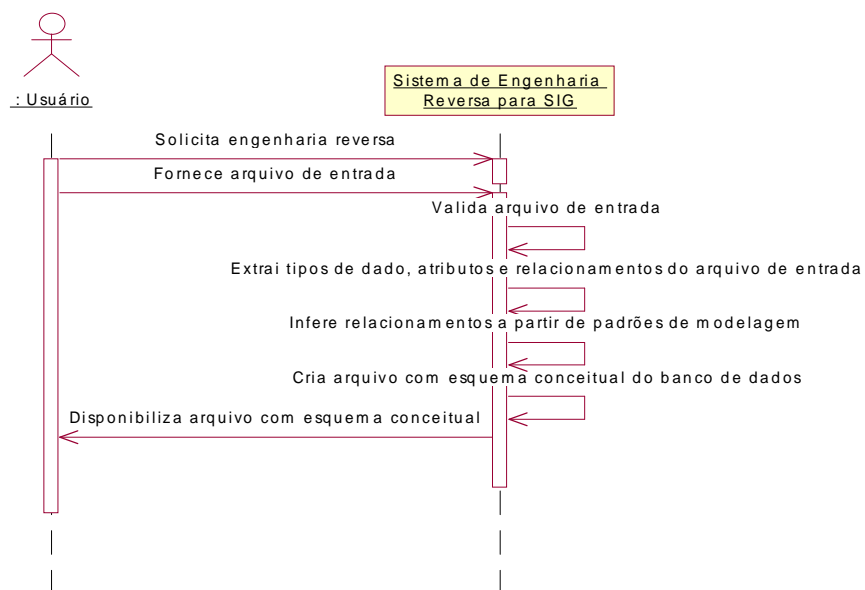 : Usuário
Sistema de Engenharia
Reversa para SIG
Solicita engenharia reversa
Fornece arquivo de entrada
Valida arquivo de entrada
Extrai tipos de dado, atributos e relacionamentos do arquivo de entrada
Infere relacionamentos a partir de padrões de modelagem
Cria arquivo com esquema conceitual do banco de dados
Disponibiliza arquivo com esquema conceitual